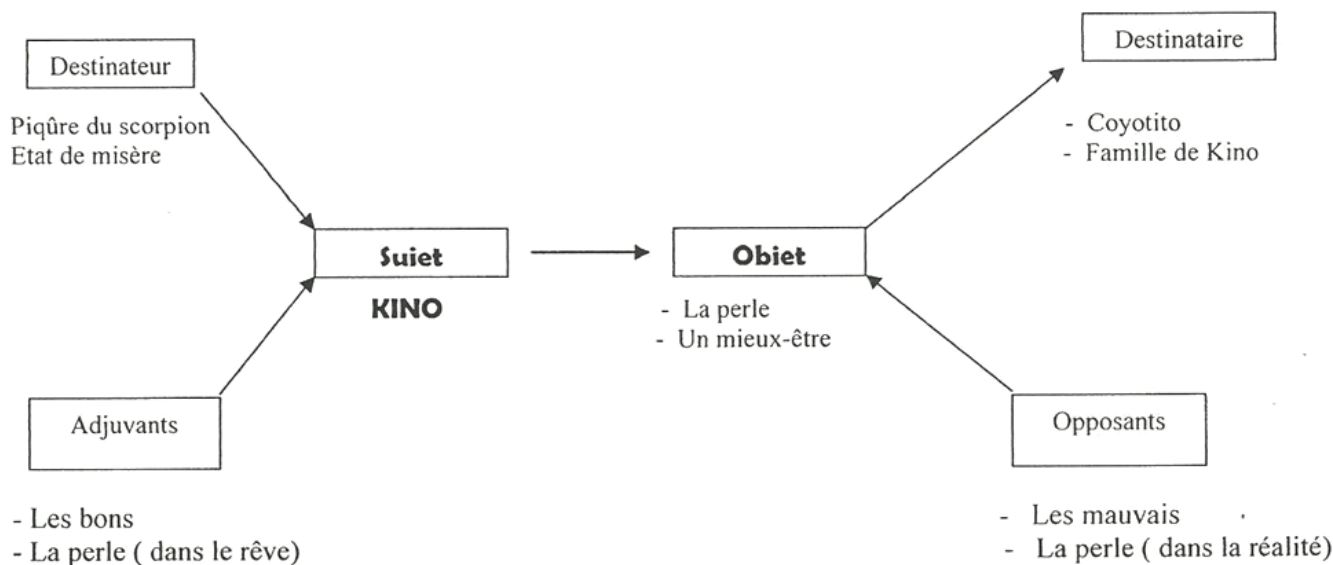 Destinateur
Destinataire
Piqûre du scorpion
Etat de misère
- Coyotito
- Famille de Kino
Suiet
Obiet
KINO
- La perle
- Un mieux-être
Adjuvants
Opposants
- Les bons
- La perle ( dans le rêve)
- Les mauvais
- La perle ( dans la réalité)